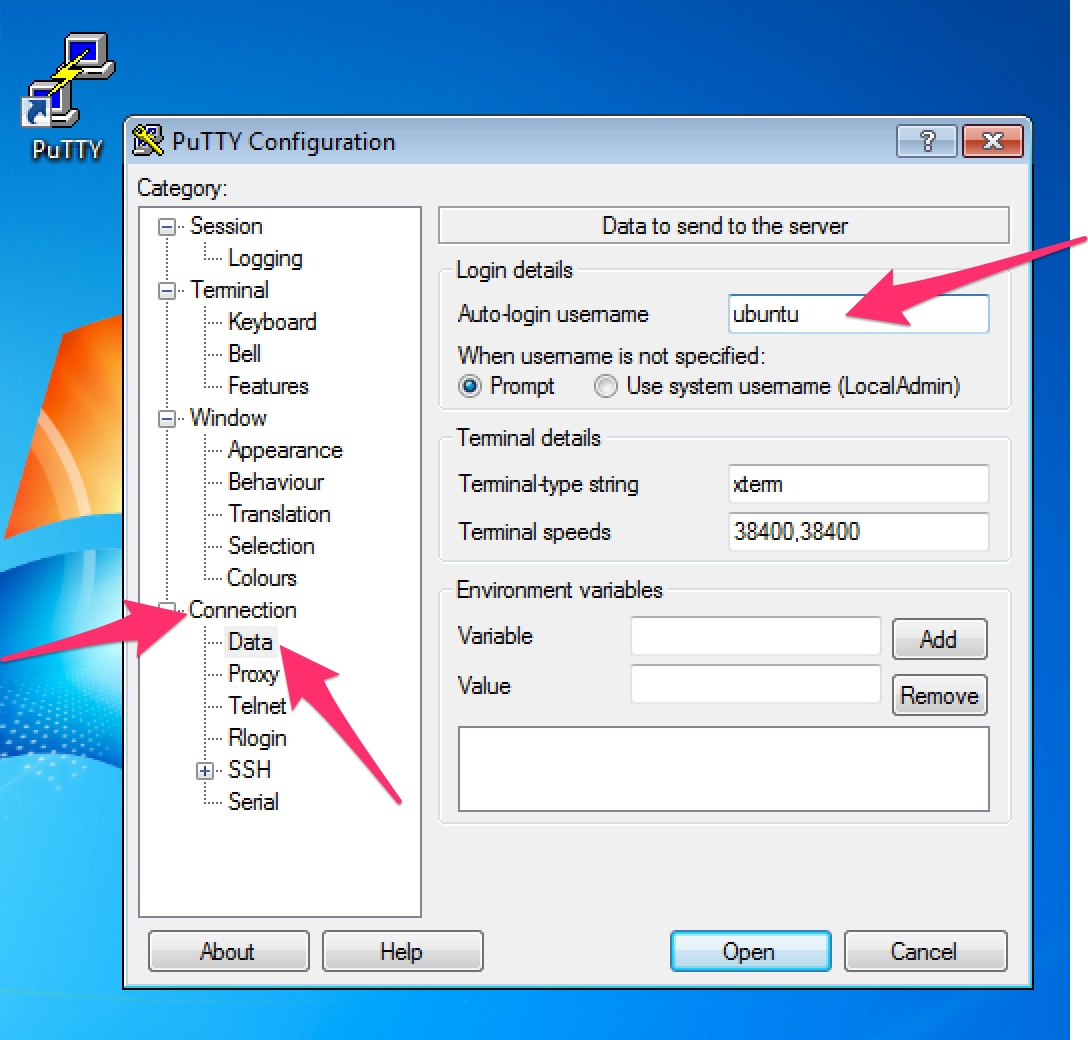 PuTTY
PuTTY Configuration
?
Category:
Session
Logging
Terminal
Keyboard
Bell
Features
Window
Appearance
Behaviour
Translation
Selection
Colours
Connection
Data
Proxy
Telnet
Rlogin
SSH
Serial
Data to send to the server
Login details
Auto-login username ubuntu
When username is not specified:
Prompt Use system username (LocalAdmin)
Terminal details
Terminal-type string xterm
Terminal speeds 38400,38400
Environment variables
Variable Add
Value Remove
About Help Open Cancel